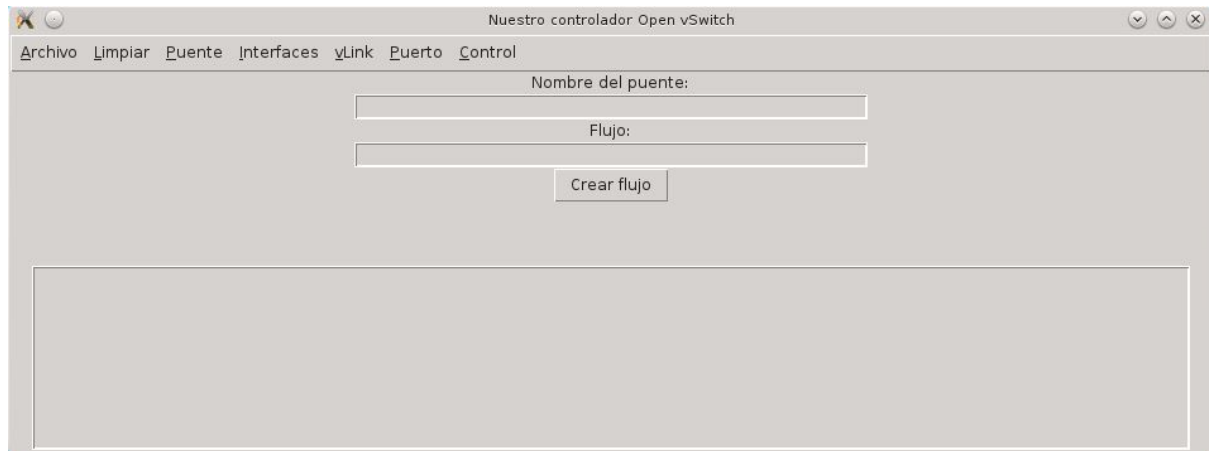 Nuestro controlador Open vSwitch
Archivo Limpiar Puente Interfaces vLink Puerto Control
Nombre del puente:
Flujo:
Crear flujo